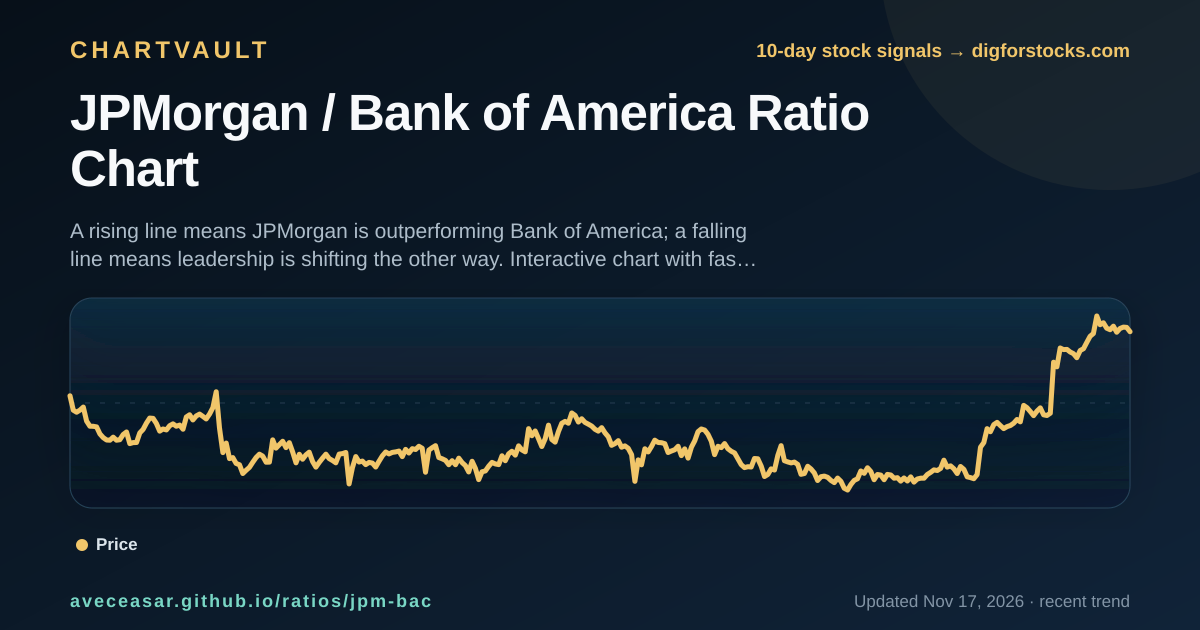 CHARTVAULT
10-day stock signals → digforstocks.com
JPMorgan / Bank of America Ratio
Chart
A rising line means JPMorgan is outperforming Bank of America; a falling
line means leadership is shifting the other way. Interactive chart with fas…
Price
aveceasar.github.io/ratios/jpm-bac
Updated Nov 17, 2026 · recent trend